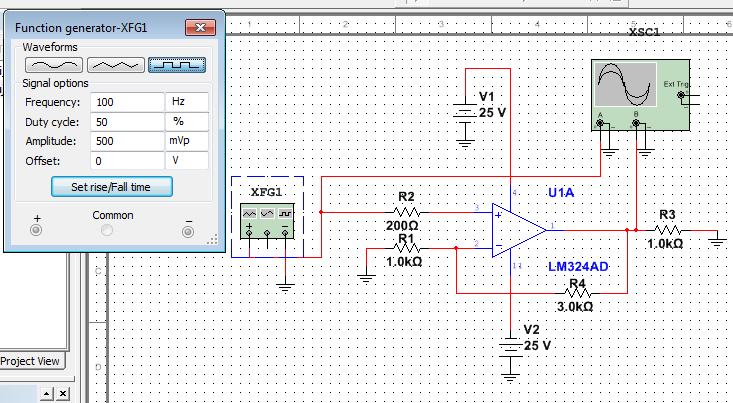 Function generator-XFG1
Waveforms
Signal options
Frequency: 100 Hz
Duty cycle: 50 %
Amplitude: 500 mVp
Offset: 0 V
Set rise/Fall time
+ Common −
Project View
1 2 3 4 5 6
XSC1
Ext Trig
A B
V1
25 V
XFG1
U1A
R2
200Ω
R1
1.0kΩ
3
2
4
1
11
LM324AD
R3
1.0kΩ
R4
3.0kΩ
V2
25 V
C
D